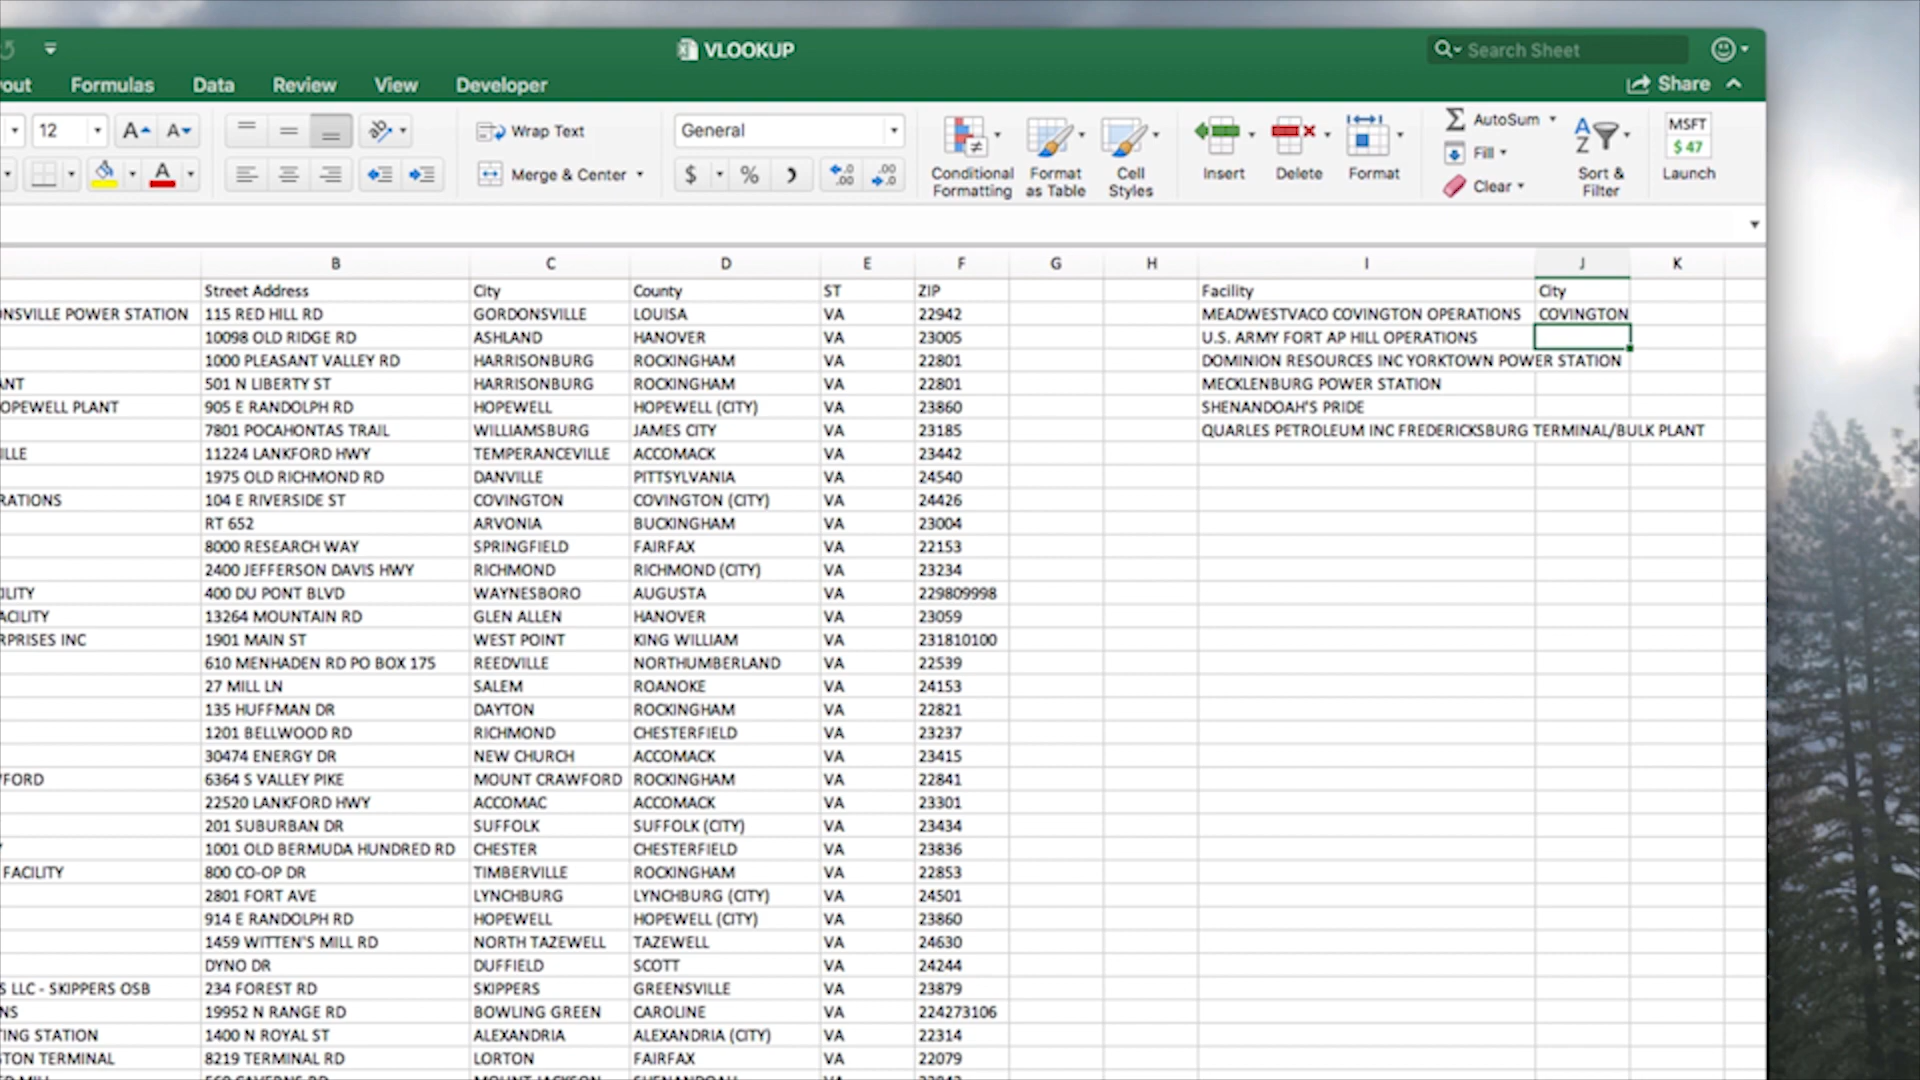 VLOOKUP
Search Sheet
out Formulas Data Review View Developer
Share
12 A A Wrap Text General AutoSum MSFT
$ 47
A Merge & Center $ % .0 .00 Conditional Formatting Format as Table Cell Styles Insert Delete Format Fill Clear Sort & Filter Launch
B C D E F G H I J K
Street Address City County ST ZIP Facility City
NSVILLE POWER STATION 115 RED HILL RD GORDONSVILLE LOUISA VA 22942 MEADWESTVACO COVINGTON OPERATIONS COVINGTON
10098 OLD RIDGE RD ASHLAND HANOVER VA 23005 U.S. ARMY FORT AP HILL OPERATIONS
1000 PLEASANT VALLEY RD HARRISONBURG ROCKINGHAM VA 22801 DOMINION RESOURCES INC YORKTOWN POWER STATION
ANT 501 N LIBERTY ST HARRISONBURG ROCKINGHAM VA 22801 MECKLENBURG POWER STATION
OPEWELL PLANT 905 E RANDOLPH RD HOPEWELL HOPEWELL (CITY) VA 23860 SHENANDOAH'S PRIDE
7801 POCAHONTAS TRAIL WILLIAMSBURG JAMES CITY VA 23185 QUARLES PETROLEUM INC FREDERICKSBURG TERMINAL/BULK PLANT
ILLE 11224 LANKFORD HWY TEMPERANCEVILLE ACCOMACK VA 23442
1975 OLD RICHMOND RD DANVILLE PITTSYLVANIA VA 24540
RATIONS 104 E RIVERSIDE ST COVINGTON COVINGTON (CITY) VA 24426
RT 652 ARVONIA BUCKINGHAM VA 23004
8000 RESEARCH WAY SPRINGFIELD FAIRFAX VA 22153
2400 JEFFERSON DAVIS HWY RICHMOND RICHMOND (CITY) VA 23234
ILITY 400 DU PONT BLVD WAYNESBORO AUGUSTA VA 229809998
ACILITY 13264 MOUNTAIN RD GLEN ALLEN HANOVER VA 23059
RPRISES INC 1901 MAIN ST WEST POINT KING WILLIAM VA 231810100
610 MENHADEN RD PO BOX 175 REEDVILLE NORTHUMBERLAND VA 22539
27 MILL LN SALEM ROANOKE VA 24153
135 HUFFMAN DR DAYTON ROCKINGHAM VA 22821
1201 BELLWOOD RD RICHMOND CHESTERFIELD VA 23237
30474 ENERGY DR NEW CHURCH ACCOMACK VA 23415
FORD 6364 S VALLEY PIKE MOUNT CRAWFORD ROCKINGHAM VA 22841
22520 LANKFORD HWY ACCOMAC ACCOMACK VA 23301
201 SUBURBAN DR SUFFOLK SUFFOLK (CITY) VA 23434
1001 OLD BERMUDA HUNDRED RD CHESTER CHESTERFIELD VA 23836
FACILITY 800 CO-OP DR TIMBERVILLE ROCKINGHAM VA 22853
2801 FORT AVE LYNCHBURG LYNCHBURG (CITY) VA 24501
914 E RANDOLPH RD HOPEWELL HOPEWELL (CITY) VA 23860
1459 WITTEN'S MILL RD NORTH TAZEWELL TAZEWELL VA 24630
DYNO DR DUFFIELD SCOTT VA 24244
S LLC - SKIPPERS OSB 234 FOREST RD SKIPPERS GREENSVILLE VA 23879
NS 19952 N RANGE RD BOWLING GREEN CAROLINE VA 224273106
TING STATION 1400 N ROYAL ST ALEXANDRIA ALEXANDRIA (CITY) VA 22314
TON TERMINAL 8219 TERMINAL RD LORTON FAIRFAX VA 22079